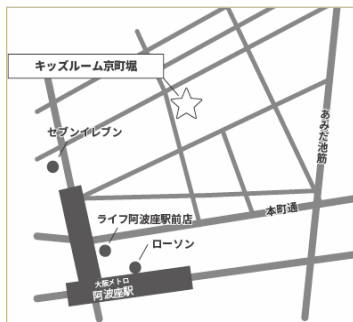 キッズルーム京町堀
セブンイレブン
あみだ池筋
本町通
ライフ阿波座駅前店
ローソン
大阪メトロ
阿波座駅